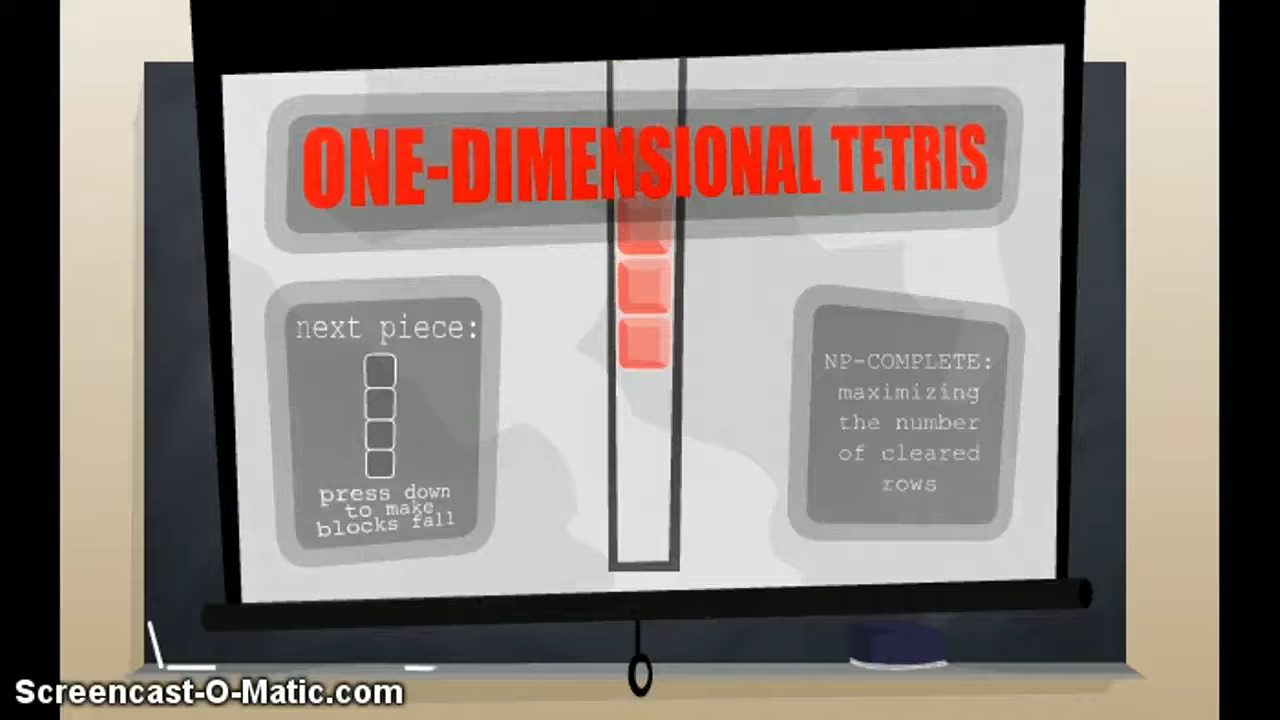 ONE-DIMENSIONAL TETRIS
next piece:
press down
to make
blocks fall
NP-COMPLETE:
maximizing
the number
of cleared
rows
Screencast-O-Matic.com